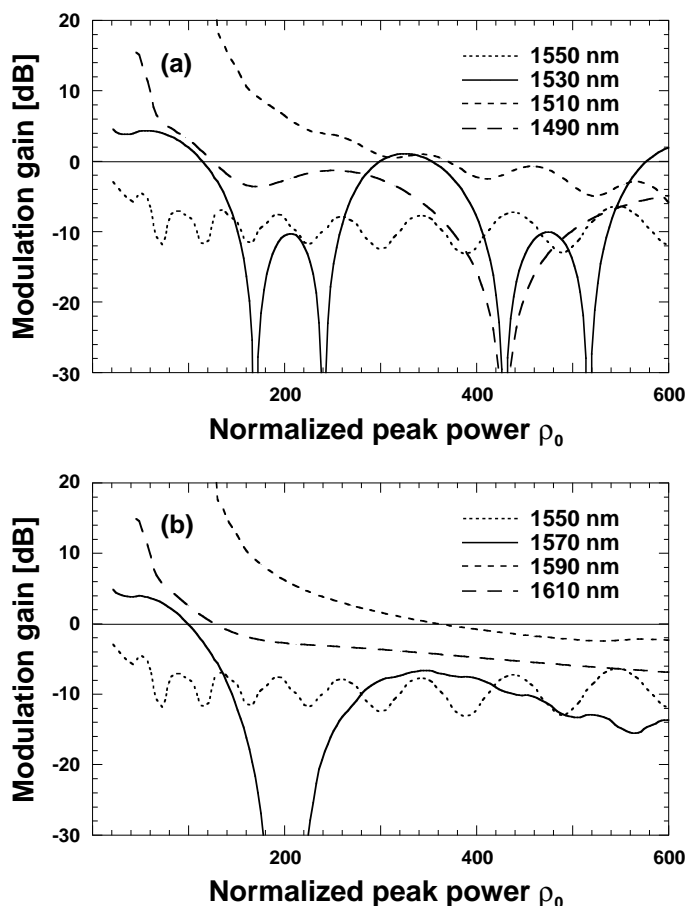 20
10
0
-10
-20
-30
Modulation gain [dB]
(a)
1550 nm
1530 nm
1510 nm
1490 nm
200
400
600
Normalized peak power ρ₀
20
10
0
-10
-20
-30
Modulation gain [dB]
(b)
1550 nm
1570 nm
1590 nm
1610 nm
200
400
600
Normalized peak power ρ₀